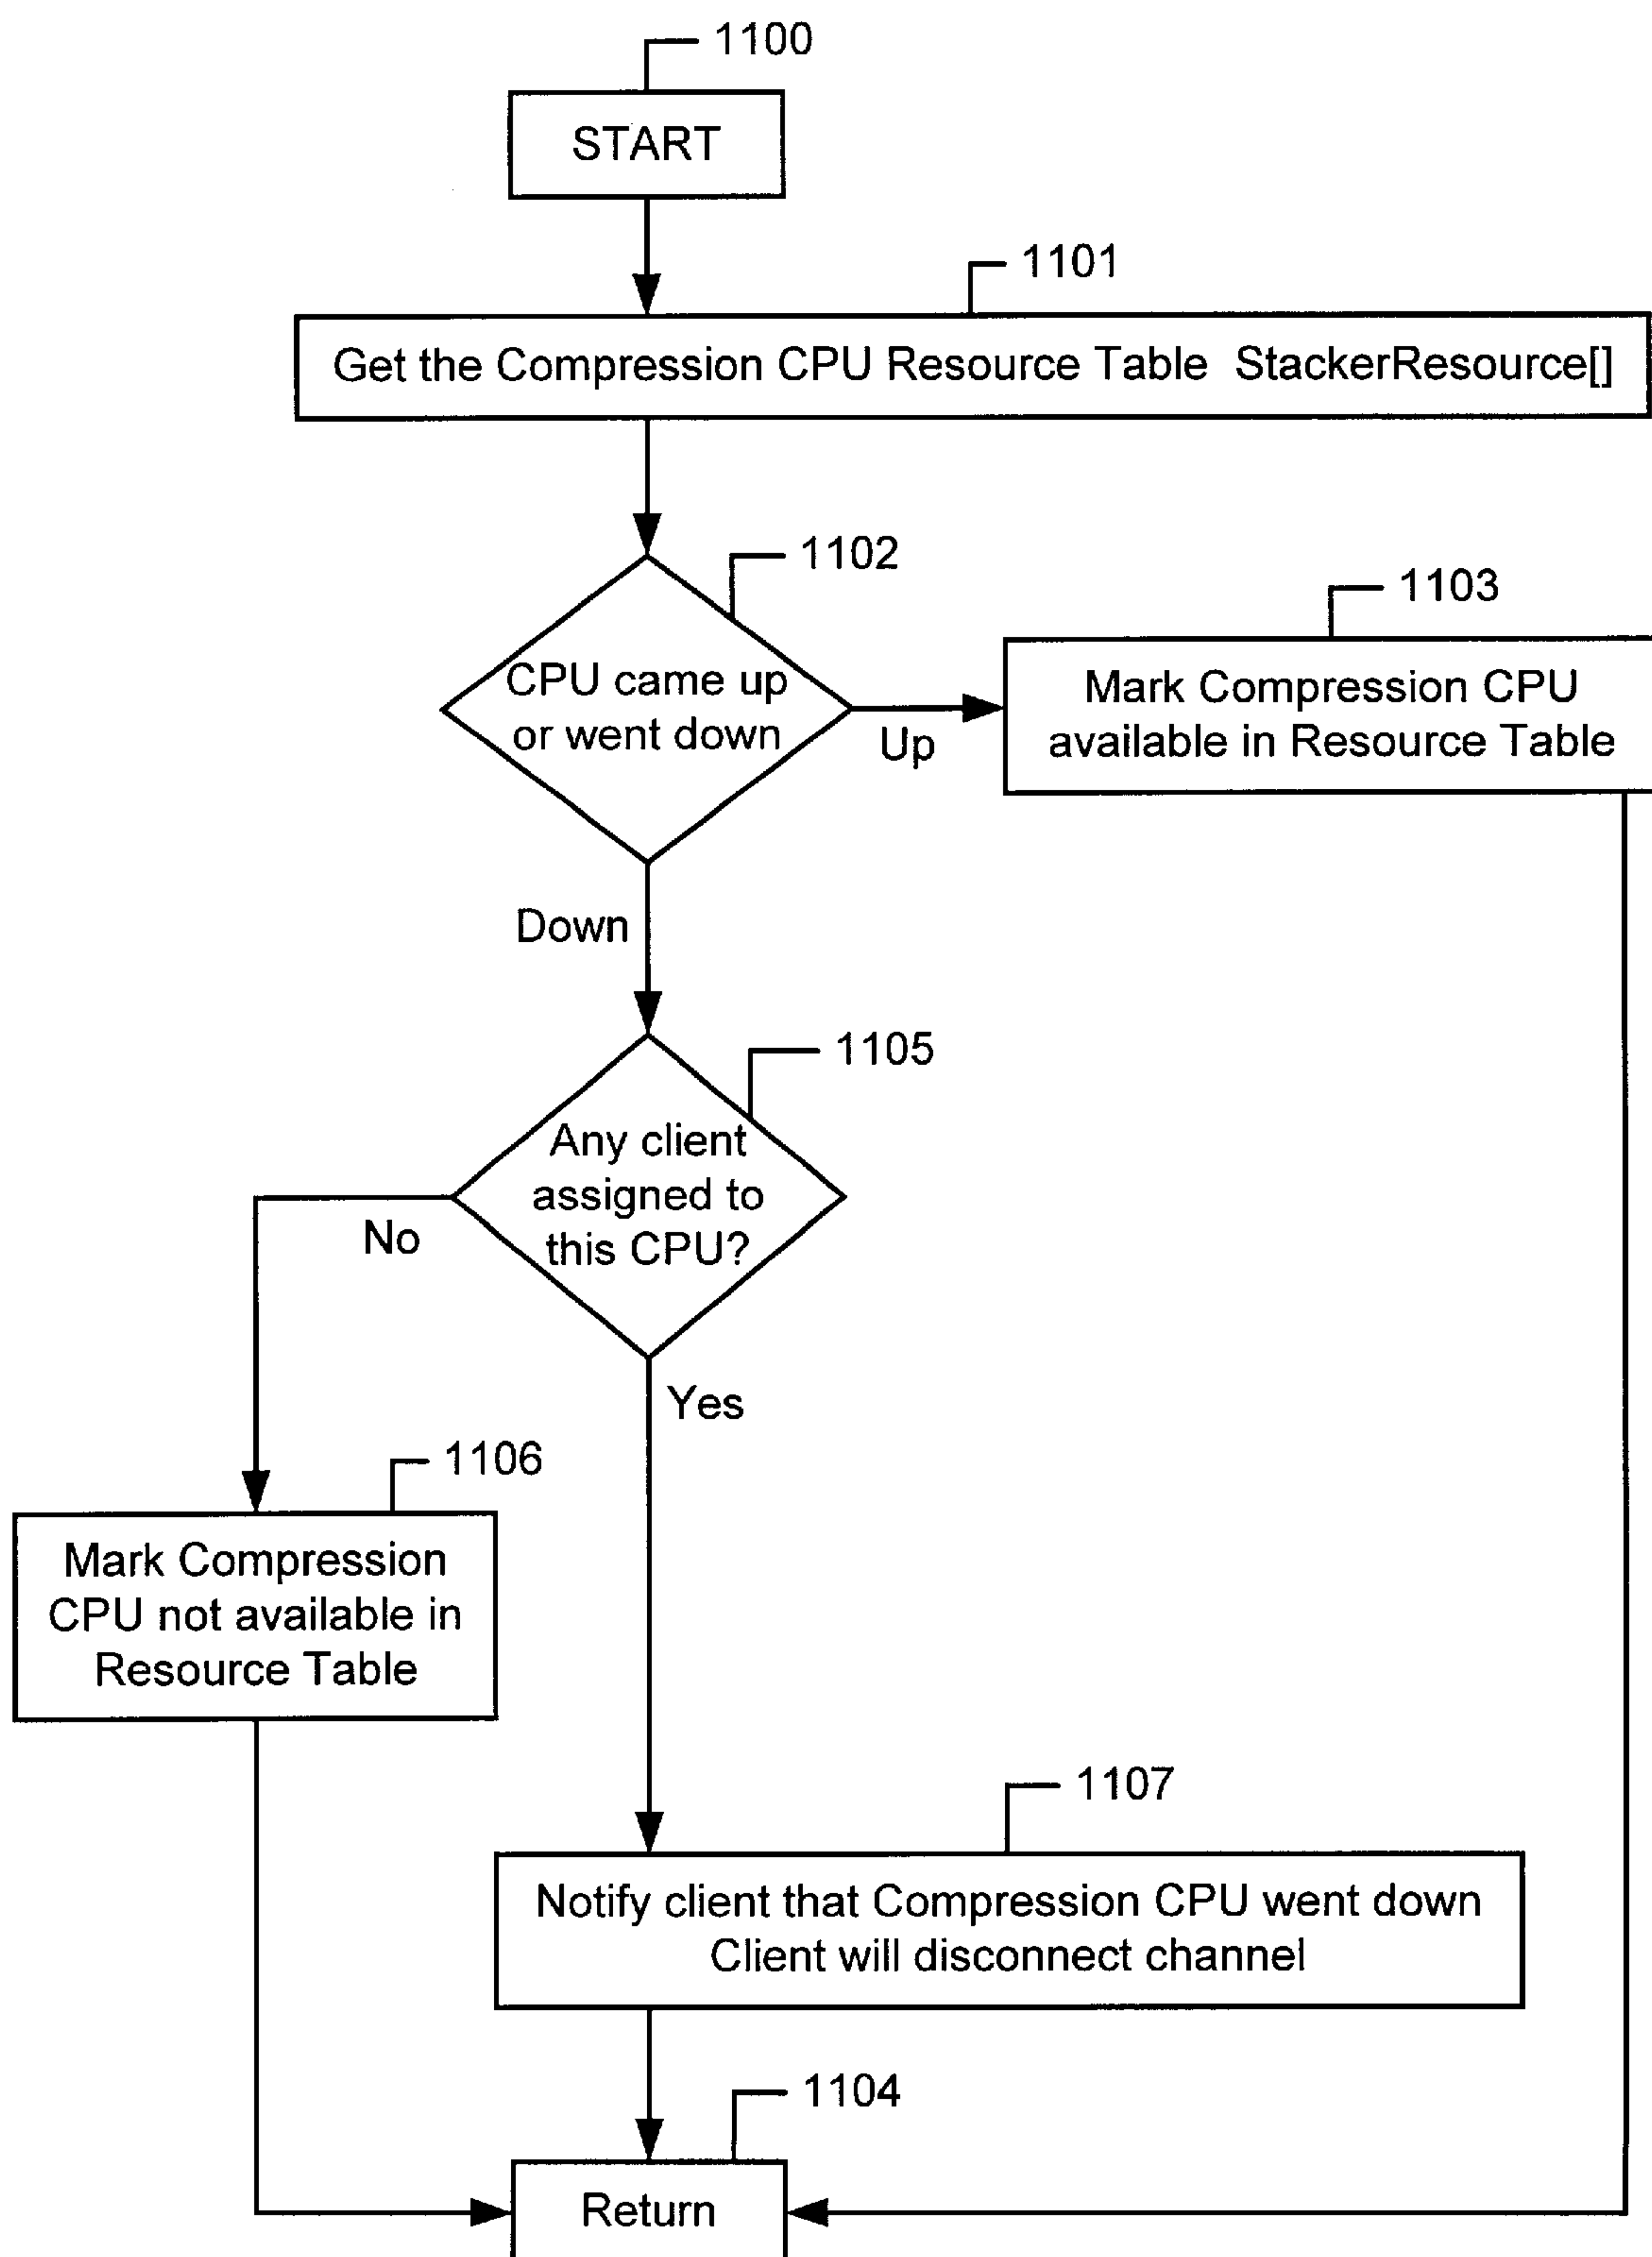 1100
START
1101
Get the Compression CPU Resource Table StackerResource[]
1102
CPU came up
or went down
Up
1103
Mark Compression CPU
available in Resource Table
Down
1105
Any client
assigned to
this CPU?
No
Yes
1106
Mark Compression
CPU not available in
Resource Table
1107
Notify client that Compression CPU went down
Client will disconnect channel
1104
Return